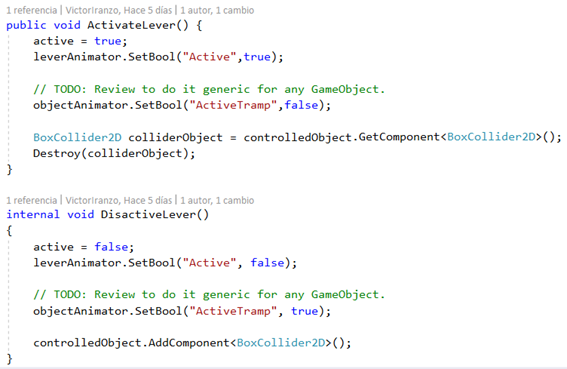 1 referencia | VictorIranzo, Hace 5 días | 1 autor, 1 cambio
public void ActivateLever() {
    active = true;
    leverAnimator.SetBool("Active",true);

    // TODO: Review to do it generic for any GameObject.
    objectAnimator.SetBool("ActiveTramp",false);

    BoxCollider2D colliderObject = controlledObject.GetComponent<BoxCollider2D>();
    Destroy(colliderObject);
}

1 referencia | VictorIranzo, Hace 5 días | 1 autor, 1 cambio
internal void DisactiveLever()
{
    active = false;
    leverAnimator.SetBool("Active", false);

    // TODO: Review to do it generic for any GameObject.
    objectAnimator.SetBool("ActiveTramp", true);

    controlledObject.AddComponent<BoxCollider2D>();
}